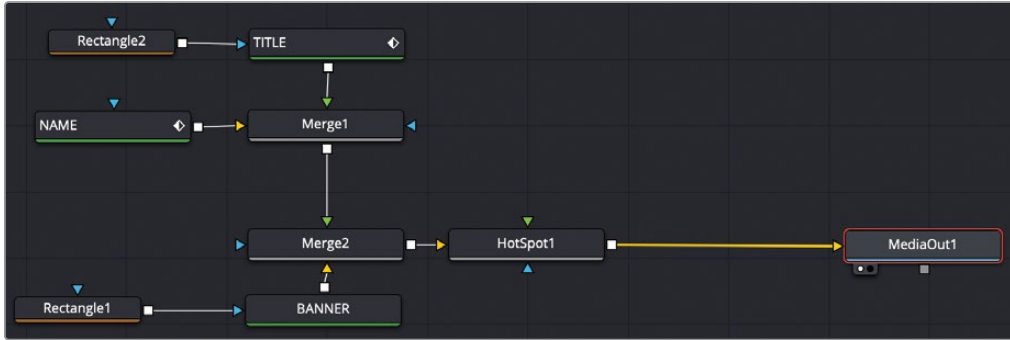 Rectangle2
TITLE
NAME
Merge1
Merge2
HotSpot1
MediaOut1
Rectangle1
BANNER